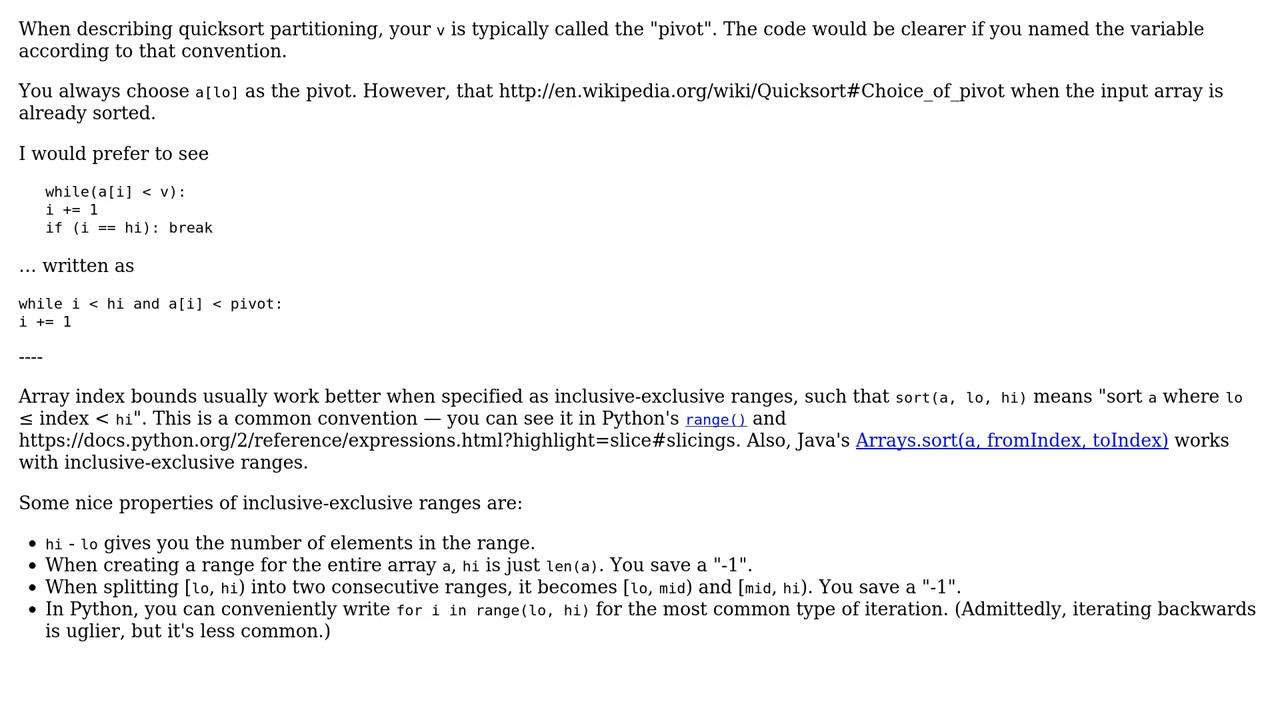 When describing quicksort partitioning, your v is typically called the "pivot". The code would be clearer if you named the variable
according to that convention.
You always choose a[lo] as the pivot. However, that http://en.wikipedia.org/wiki/Quicksort#Choice_of_pivot when the input array is
already sorted.
I would prefer to see
while(a[i] < v):
i += 1
if (i == hi): break
… written as
while i < hi and a[i] < pivot:
i += 1
----
Array index bounds usually work better when specified as inclusive-exclusive ranges, such that sort(a, lo, hi) means "sort a where lo
≤ index < hi". This is a common convention — you can see it in Python's range() and
https://docs.python.org/2/reference/expressions.html?highlight=slice#slicings. Also, Java's Arrays.sort(a, fromIndex, toIndex) works
with inclusive-exclusive ranges.
Some nice properties of inclusive-exclusive ranges are:
• hi - lo gives you the number of elements in the range.
• When creating a range for the entire array a, hi is just len(a). You save a "-1".
• When splitting [lo, hi) into two consecutive ranges, it becomes [lo, mid) and [mid, hi). You save a "-1".
• In Python, you can conveniently write for i in range(lo, hi) for the most common type of iteration. (Admittedly, iterating backwards
is uglier, but it's less common.)